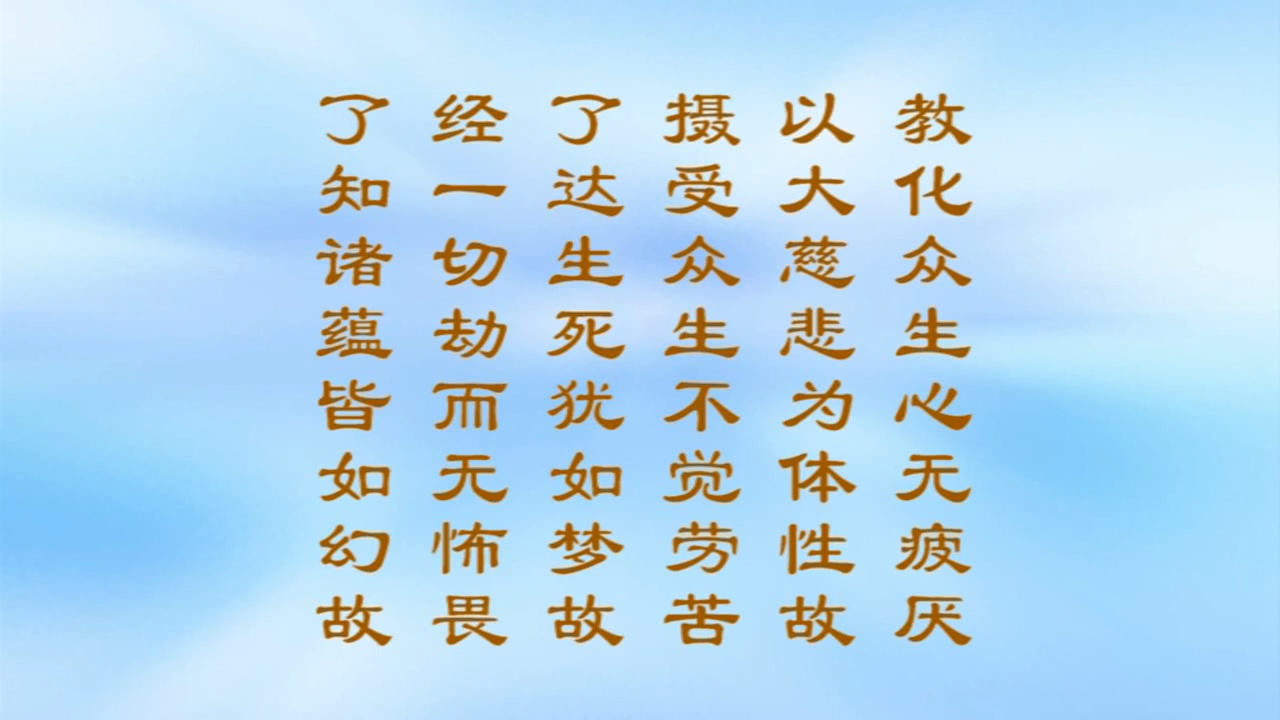 教化众生心无疲厌
以大慈悲为体性故
摄受众生不觉劳苦
了达生死犹如梦故
经一切劫而无怖畏
了知诸蕴皆如幻故